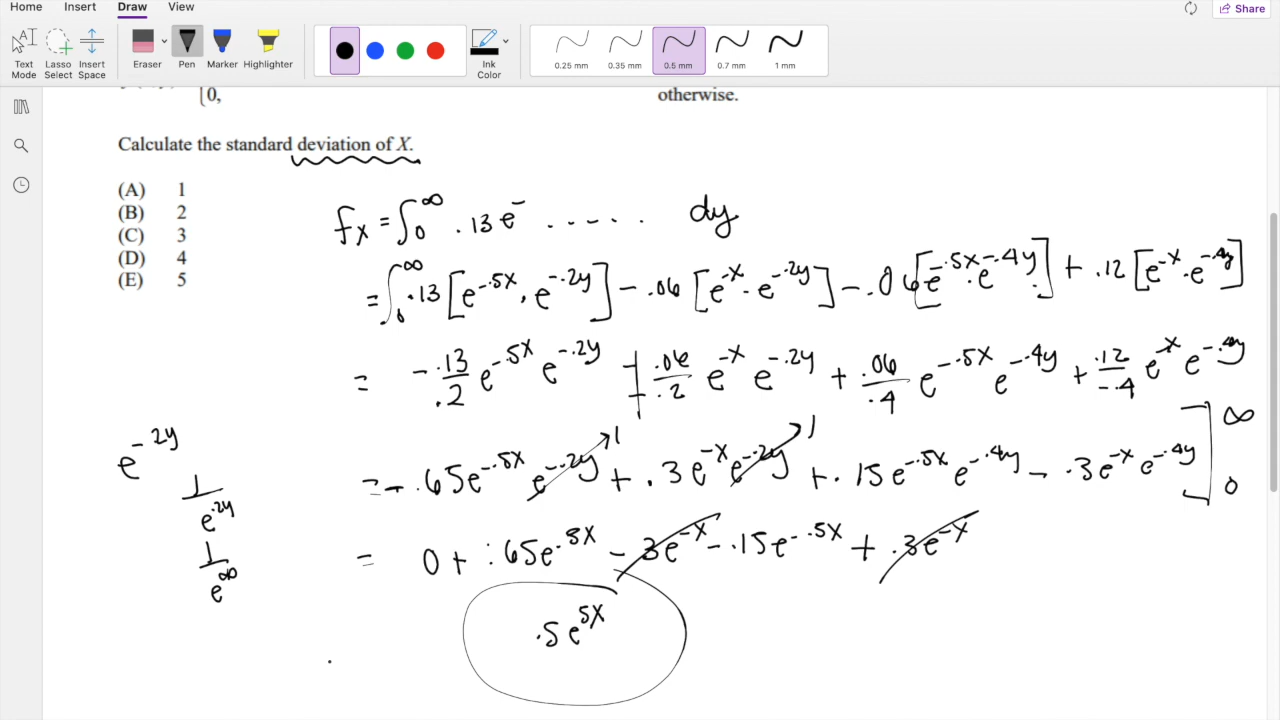 Home Insert Draw View Share
Text Mode Lasso Select Insert Space Eraser Pen Marker Highlighter Ink Color 0.25 mm 0.35 mm 0.5 mm 0.7 mm 1 mm
{0, otherwise.
Calculate the standard deviation of X.
(A) 1
(B) 2
(C) 3
(D) 4
(E) 5
fx = ∫₀^∞ .13 e^- ...... dy
= ∫₀^∞ .13 [e^-.5x · e^-.2y] - .06 [e^-x · e^-.2y] - .06 [e^-.5x · e^-.4y] + .12 [e^-x · e^-.4y]
= -.13/.2 e^-.5x e^-.2y + .06/.2 e^-x e^-.2y + .06/.4 e^-.5x e^-.4y + .12/-.4 e^-x e^-.4y
e^-.2y
= -.65e^-.5x e^-.2y 1 + .3e^-x e^-.2y 1 + .15e^-.5x e^-.4y - .3e^-x e^-.4y ]₀^∞
1/e^.2y
= 0 + .65e^-.5x - .3e^-x - .15e^-.5x + .3e^-x
1/e^∞
.5e^.5x